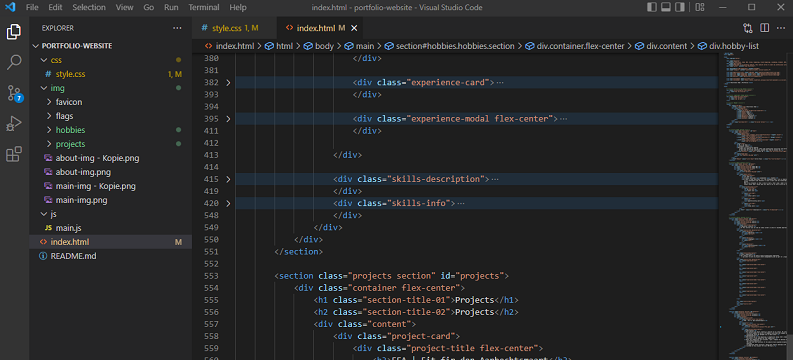 File Edit Selection View Go Run Terminal Help index.html - portfolio-website - Visual Studio Code
EXPLORER
PORTFOLIO-WEBSITE
css
style.css M
img
favicon
flags
hobbies
projects
about-img - Kopie.png
about-img.png
main-img - Kopie.png
main-img.png
js
JS main.js
index.html M
README.md
7
style.css M index.html M
index.html > html > body > main > section#hobbies.hobbies.section > div.container.flex-center > div.content > div.hobby-list
380 </div>
381
382 <div class="experience-card">
393 </div>
394
395 <div class="experience-modal flex-center">
411 </div>
412
413 </div>
414
415 <div class="skills-description">
419 </div>
420 <div class="skills-info">
548 </div>
549 </div>
550 </div>
551 </section>
552
553 <section class="projects section" id="projects">
554 <div class="container flex-center">
555 <h1 class="section-title-01">Projects</h1>
556 <h2 class="section-title-02">Projects</h2>
557 <div class="content">
558 <div class="project-card">
559 <div class="project-title flex-center">